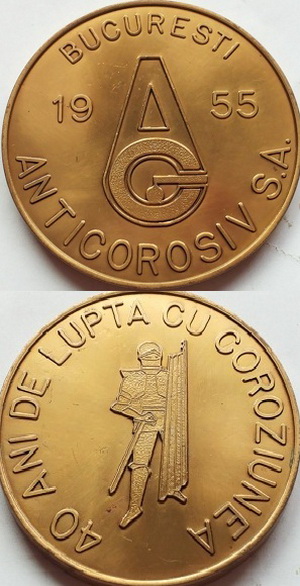 BUCURESTI
19 55
ANTICOROSIV S.A.
40 ANI DE LUPTA CU COROZIUNEA